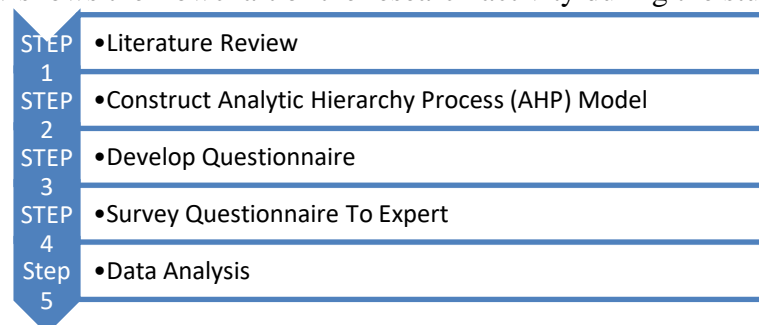 STEP 1
•Literature Review
STEP 2
•Construct Analytic Hierarchy Process (AHP) Model
STEP 3
•Develop Questionnaire
STEP 4
•Survey Questionnaire To Expert
Step 5
•Data Analysis